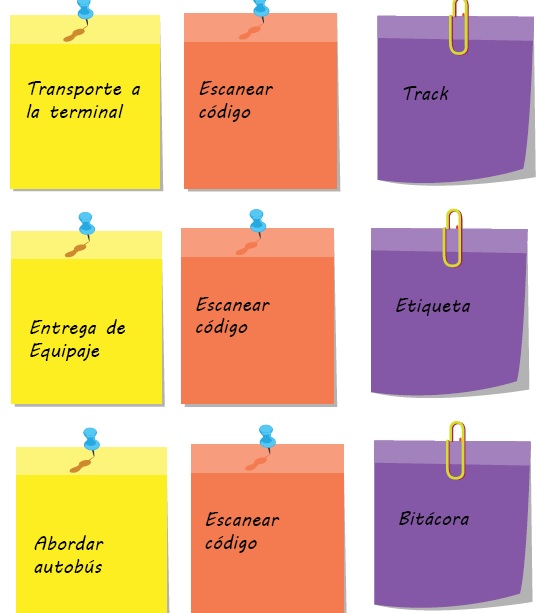 Transporte a
la terminal
Escanear
código
Track
Entrega de
Equipaje
Escanear
código
Etiqueta
Abordar
autobús
Escanear
código
Bitácora